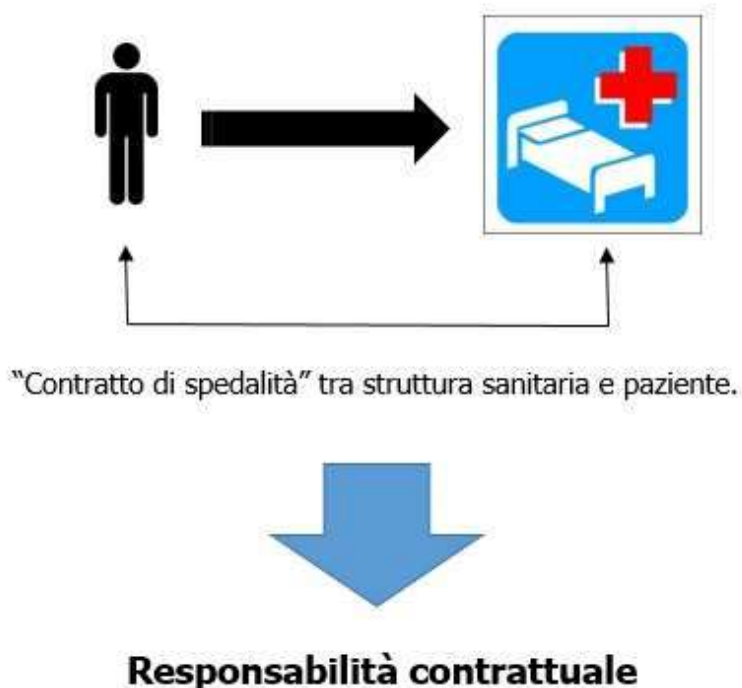 “Contratto di spedalità” tra struttura sanitaria e paziente.
Responsabilità contrattuale